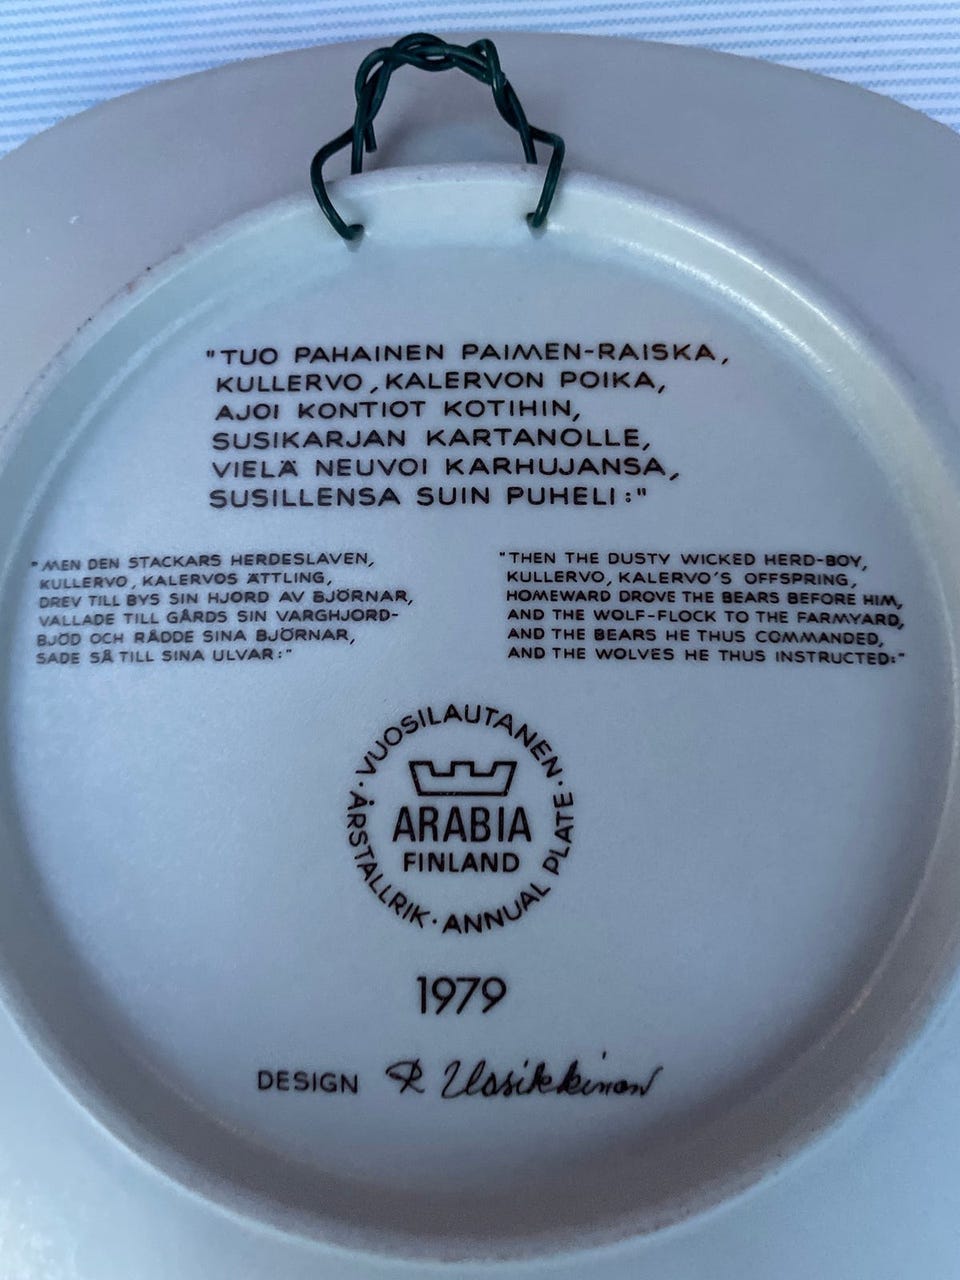 "TUO PAHAINEN PAIMEN-RAISKA,
KULLERVO, KALERVON POIKA,
AJOI KONTIOT KOTIHIN,
SUSIKARJAN KARTANOLLE,
VIELÄ NEUVOI KARHUJANSA,
SUSILLENSA SUIN PUHELI:"
"MEN DEN STACKARS HERDESLAVEN,
KULLERVO, KALERVOS ÄTTLING,
DREV TILL BYS SIN HJORD AV BJÖRNAR,
VALLADE TILL GÅRDS SIN VARGHJORD-
BJÖD OCH RÅDDE SINA BJÖRNAR,
SADE SÅ TILL SINA ULVAR:"
"THEN THE DUSTY WICKED HERD-BOY,
KULLERVO, KALERVO'S OFFSPRING,
HOMEWARD DROVE THE BEARS BEFORE HIM,
AND THE WOLF-FLOCK TO THE FARMYARD,
AND THE BEARS HE THUS COMMANDED,
AND THE WOLVES HE THUS INSTRUCTED:"
· VUOSILAUTANEN ·
ARABIA
FINLAND
ÅRSTALLRIK · ANNUAL PLATE
1979
DESIGN R Uosikkinen